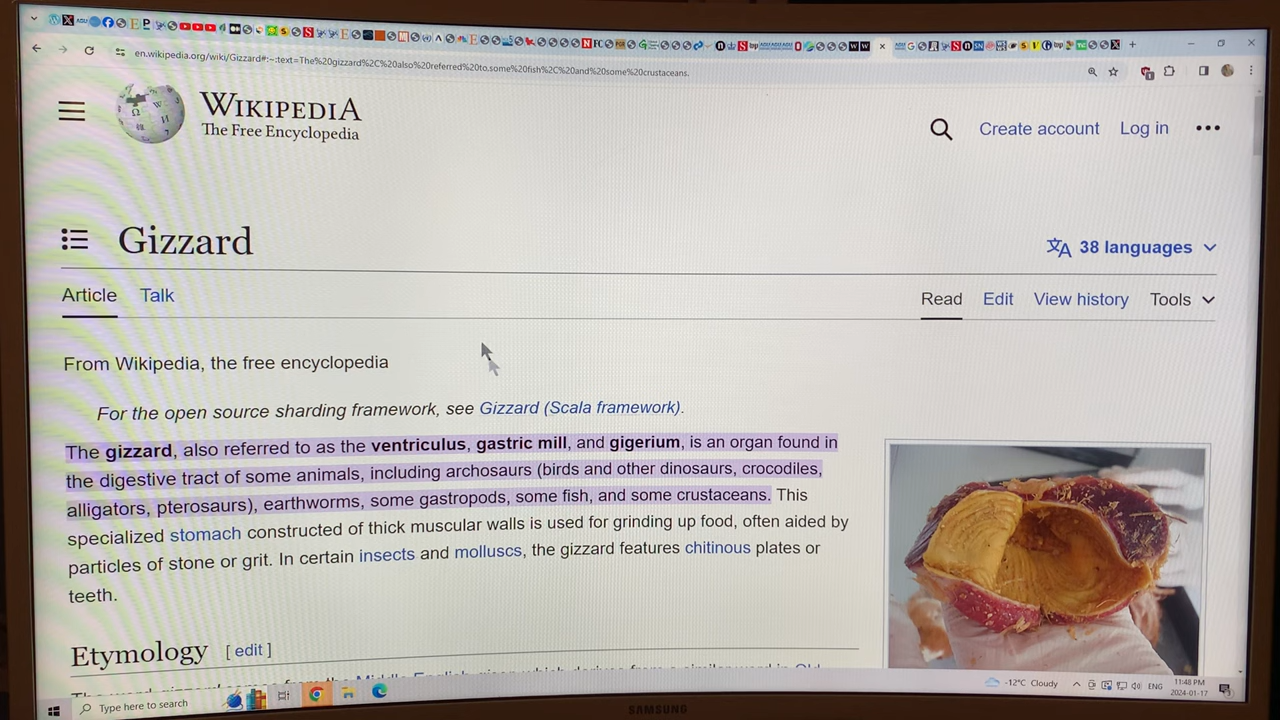 en.wikipedia.org/wiki/Gizzard#:~:text=The%20gizzard%2C%20also%20referred%20to,some%20fish%2C%20and%20some%20crustaceans.
WIKIPEDIA
The Free Encyclopedia
Create account Log in
Gizzard
38 languages
Article Talk
Read Edit View history Tools
From Wikipedia, the free encyclopedia
For the open source sharding framework, see Gizzard (Scala framework).
The gizzard, also referred to as the ventriculus, gastric mill, and gigerium, is an organ found in
the digestive tract of some animals, including archosaurs (birds and other dinosaurs, crocodiles,
alligators, pterosaurs), earthworms, some gastropods, some fish, and some crustaceans. This
specialized stomach constructed of thick muscular walls is used for grinding up food, often aided by
particles of stone or grit. In certain insects and molluscs, the gizzard features chitinous plates or
teeth.
Etymology [ edit ]
Type here to search
-12°C Cloudy
ENG
11:48 PM
2024-01-17
SAMSUNG